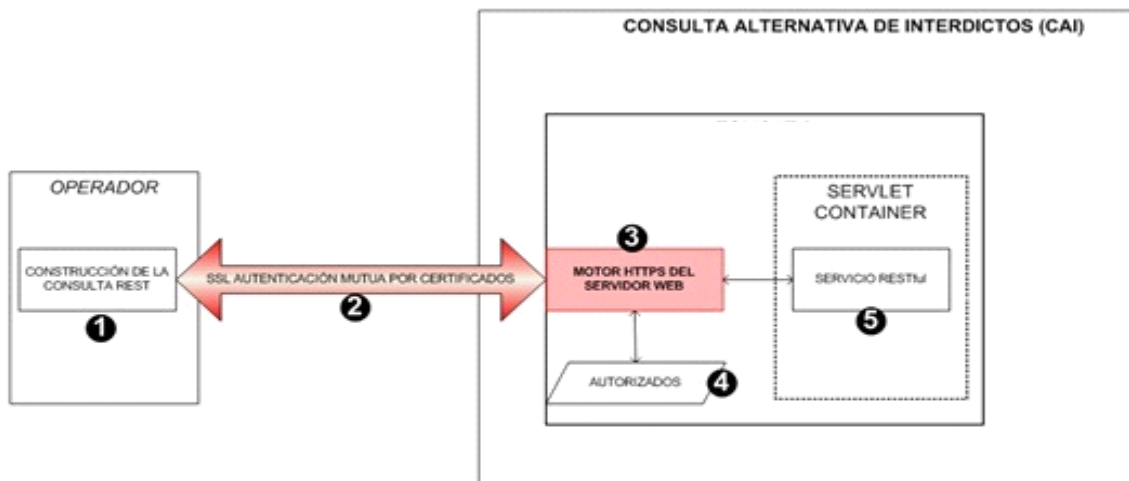 CONSULTA ALTERNATIVA DE INTERDICTOS (CAI)
OPERADOR
CONSTRUCCIÓN DE LA
CONSULTA REST
1
SSL AUTENTICACIÓN MUTUA POR CERTIFICADOS
2
3
MOTOR HTTPS DEL
SERVIDOR WEB
AUTORIZADOS
4
SERVLET
CONTAINER
SERVICIO RESTful
5